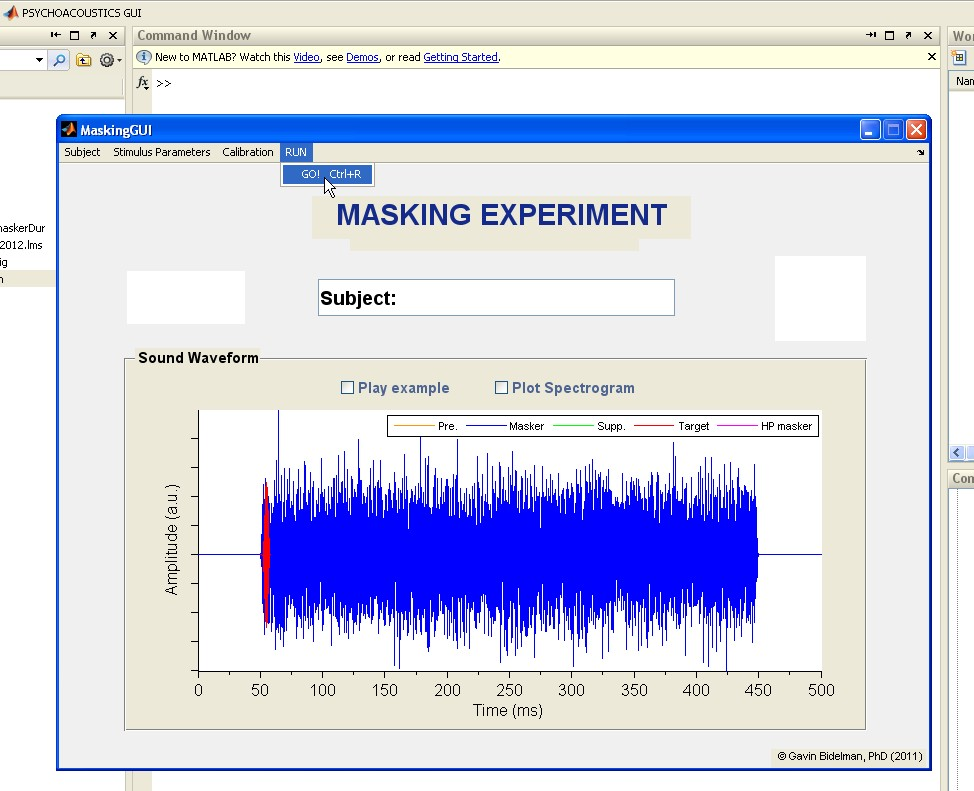 PSYCHOACOUSTICS GUI
Command Window
Wo
New to MATLAB? Watch this Video, see Demos, or read Getting Started.
fx >>
Nan
MaskingGUI
Subject Stimulus Parameters Calibration RUN
GO! Ctrl+R
MASKING EXPERIMENT
naskerDur
2012.lms
ig
n
Subject:
Sound Waveform
Play example Plot Spectrogram
Pre. Masker Supp. Target HP masker
Con
Amplitude (a.u.)
0 50 100 150 200 250 300 350 400 450 500
Time (ms)
© Gavin Bidelman, PhD (2011)